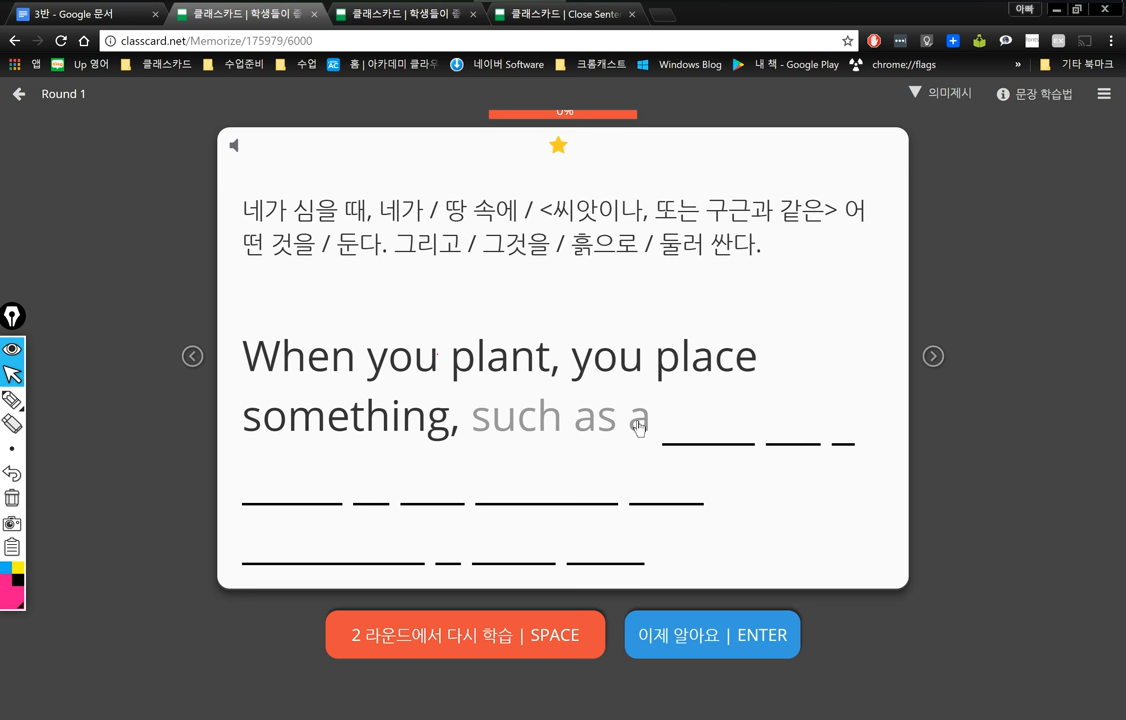 3반 - Google 문서
클래스카드 | 학생들이 좋
클래스카드 | 학생들이 좋
클래스카드 | Close Sente
아빠
classcard.net/Memorize/175979/6000
앱
Up 영어
클래스카드
수업준비
수업
홈 | 아카데미 클라우
네이버 Software
크롬캐스트
Windows Blog
내 책 - Google Play
chrome://flags
»
기타 북마크
Round 1
의미제시
문장 학습법
0%
네가 심을 때, 네가 / 땅 속에 / <씨앗이나, 또는 구근과 같은> 어
떤 것을 / 둔다. 그리고 / 그것을 / 흙으로 / 둘러 싼다.
When you plant, you place
something, such as a
2 라운드에서 다시 학습 | SPACE
이제 알아요 | ENTER